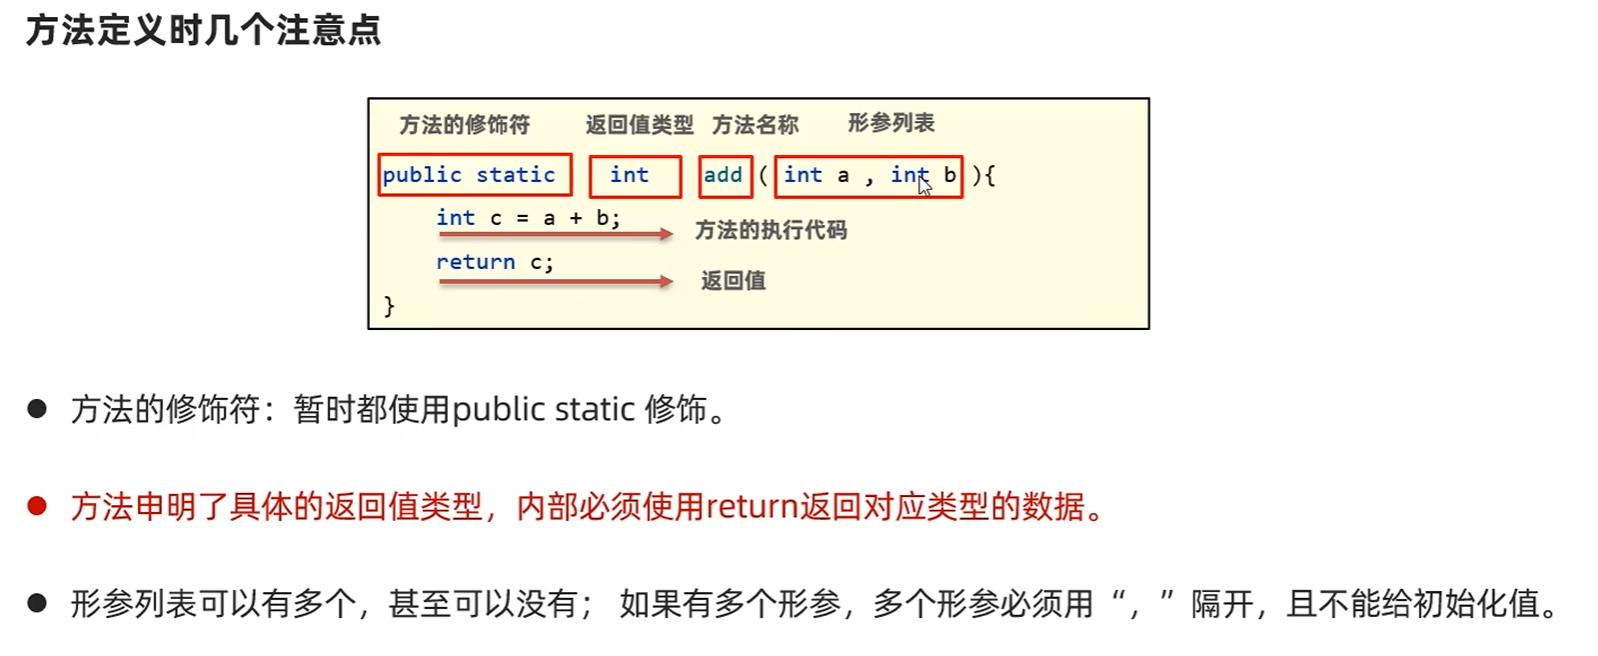 方法定义时几个注意点
方法的修饰符 返回值类型 方法名称 形参列表
public static int add ( int a , int b ){
int c = a + b; 方法的执行代码
return c; 返回值
}
● 方法的修饰符：暂时都使用public static 修饰。
● 方法申明了具体的返回值类型，内部必须使用return返回对应类型的数据。
● 形参列表可以有多个，甚至可以没有； 如果有多个形参，多个形参必须用“，”隔开，且不能给初始化值。